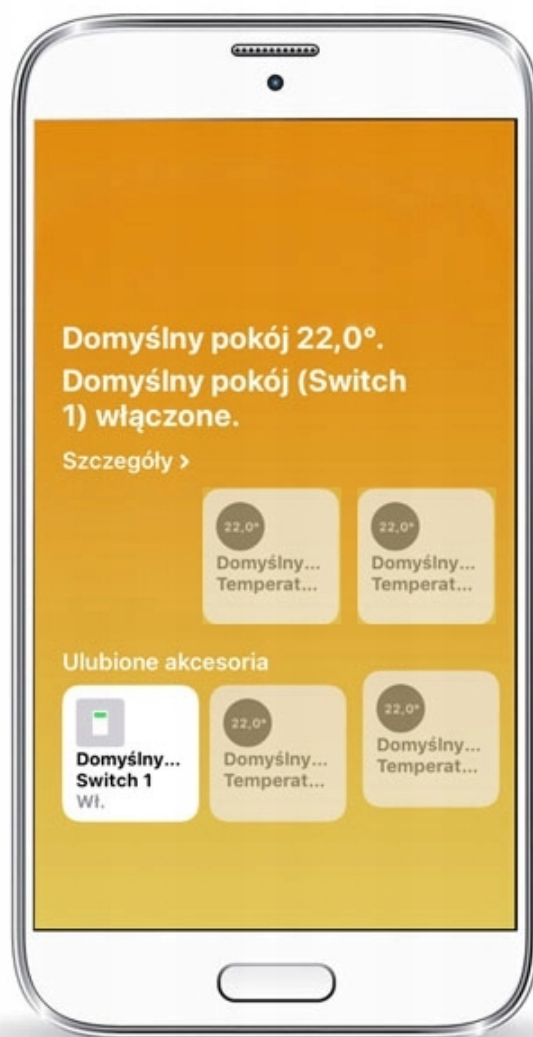 Domyślny pokój 22,0°.
Domyślny pokój (Switch
1) włączone.
Szczegóły >
22,0°
Domyślny...
Temperat...
22,0°
Domyślny...
Temperat...
Ulubione akcesoria
Domyślny...
Switch 1
Wł.
22,0°
Domyślny...
Temperat...
22,0°
Domyślny...
Temperat...